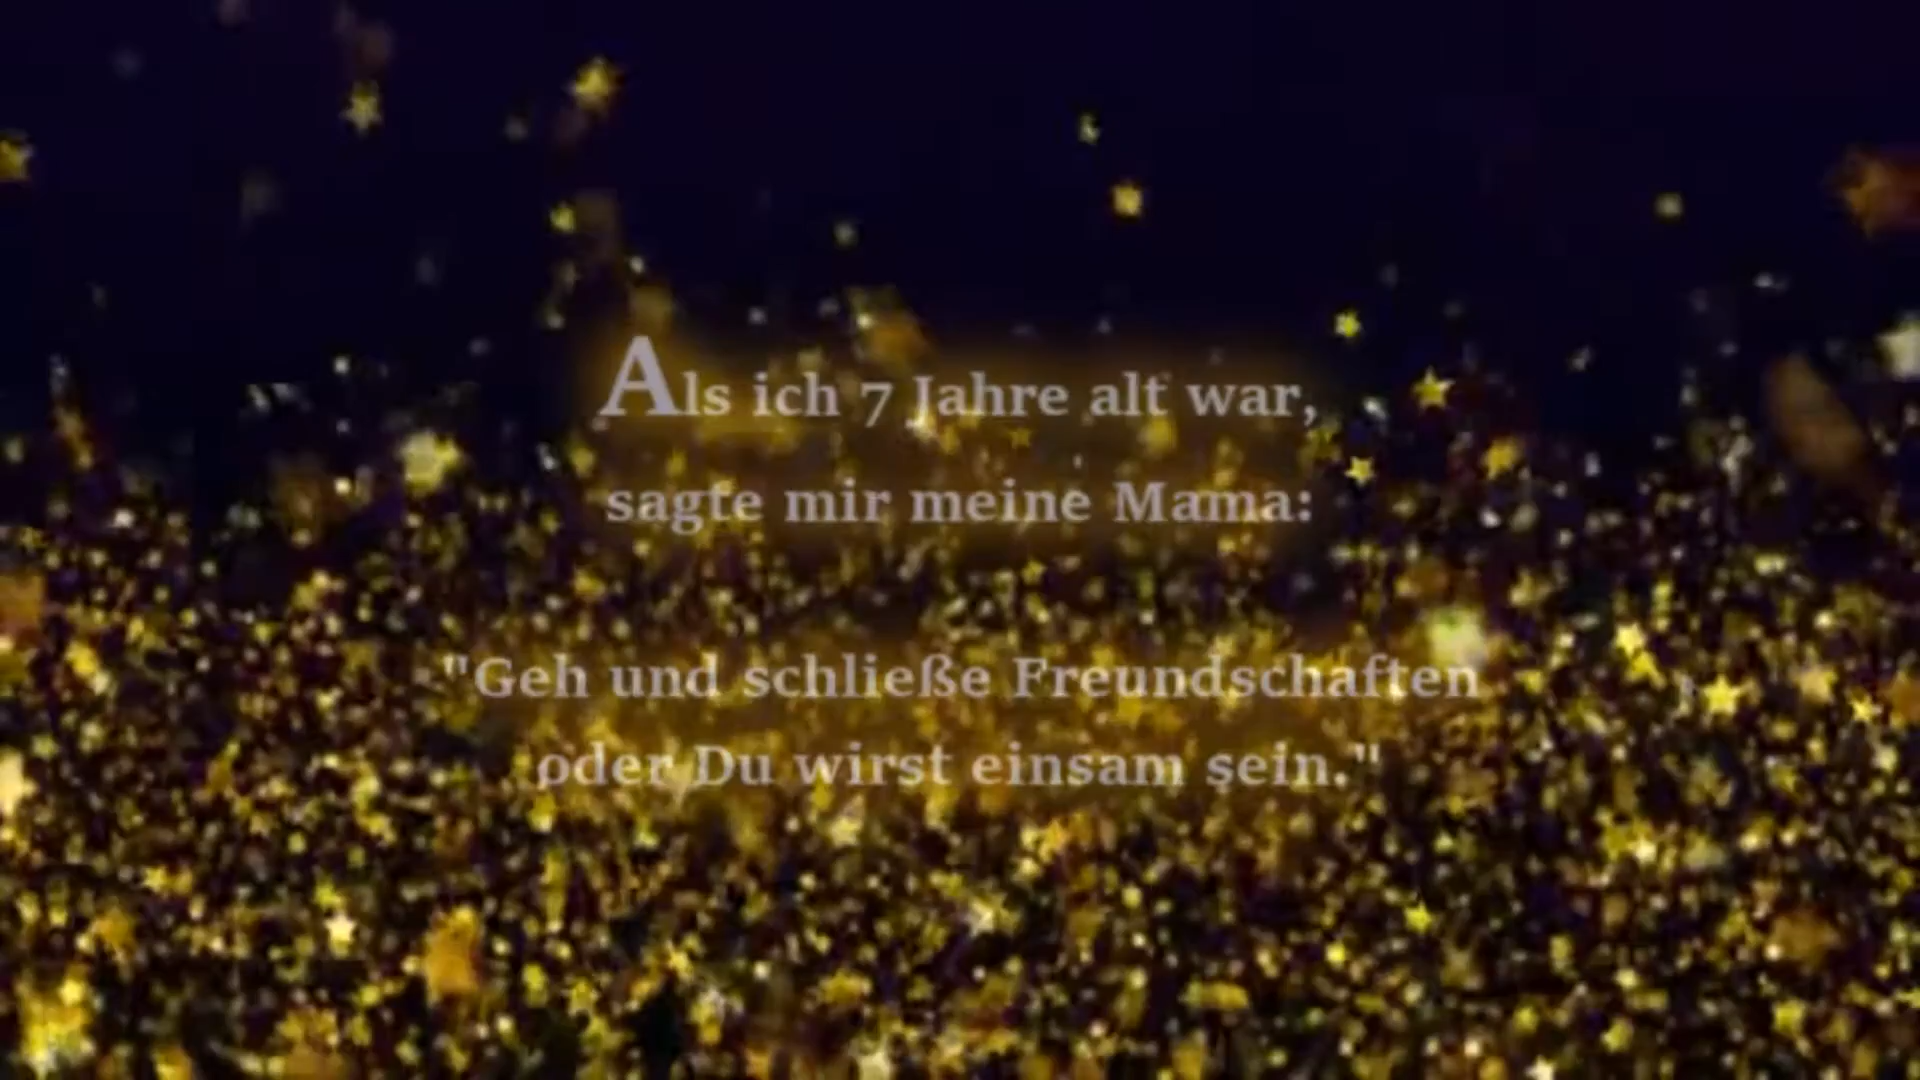 Als ich 7 Jahre alt war,
sagte mir meine Mama:
"Geh und schließe Freundschaften
oder Du wirst einsam sein."